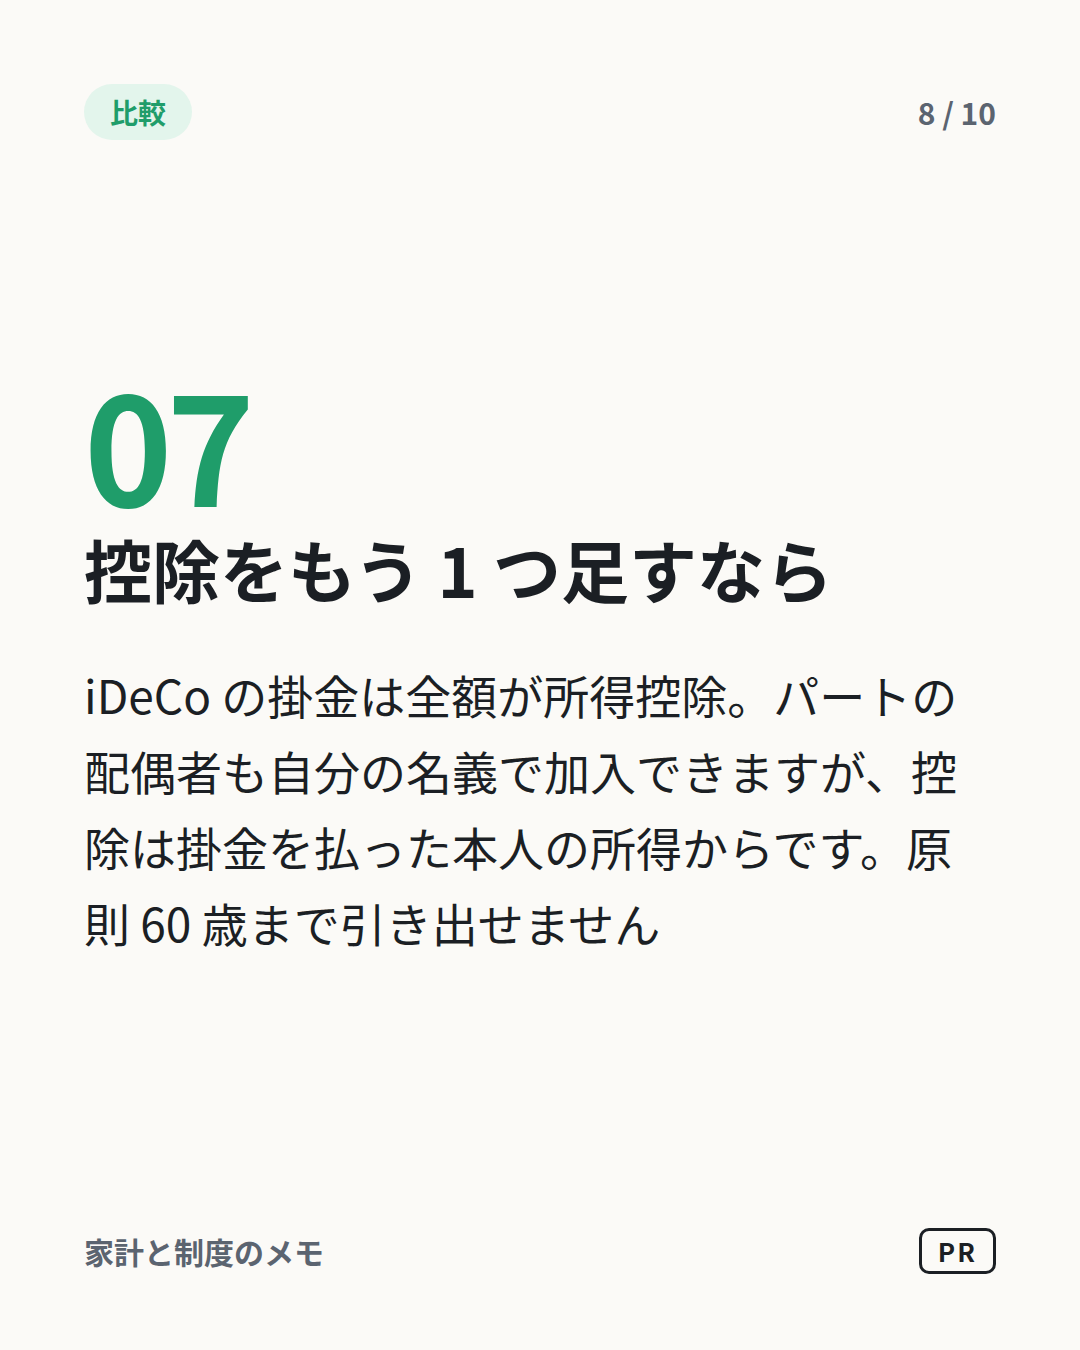 比較
8 / 10
07
控除をもう 1 つ足すなら
iDeCo の掛金は全額が所得控除。パートの
配偶者も自分の名義で加入できますが、控
除は掛金を払った本人の所得からです。原
則 60 歳まで引き出せません
家計と制度のメモ
PR